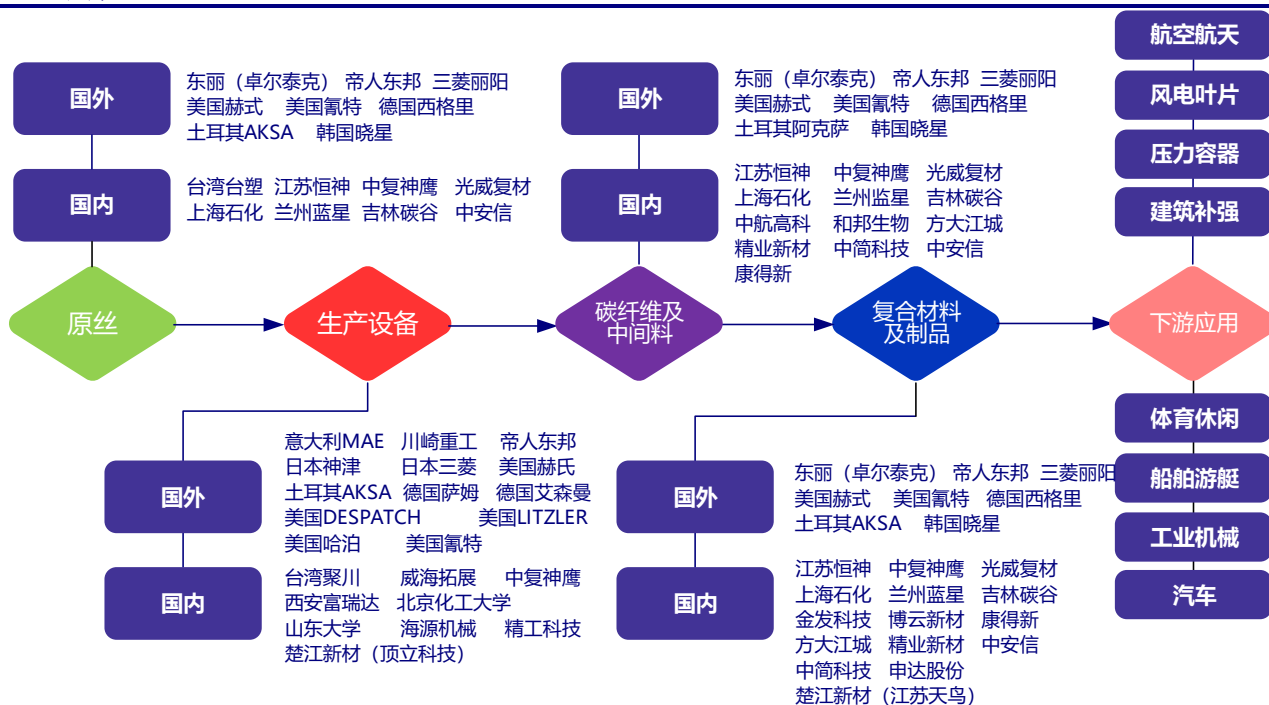 国外
东丽（卓尔泰克） 帝人东邦 三菱丽阳
美国赫式 美国氰特 德国西格里
土耳其AKSA 韩国晓星
国内
台湾台塑 江苏恒神 中复神鹰 光威复材
上海石化 兰州蓝星 吉林碳谷 中安信
国外
东丽（卓尔泰克） 帝人东邦 三菱丽阳
美国赫式 美国氰特 德国西格里
土耳其阿克萨 韩国晓星
国内
江苏恒神 中复神鹰 光威复材
上海石化 兰州监星 吉林碳谷
中航高科 和邦生物 方大江城
精业新材 中简科技 中安信
康得新
航空航天
风电叶片
压力容器
建筑补强
原丝
生产设备
碳纤维及
中间料
复合材料
及制品
下游应用
国外
意大利MAE 川崎重工 帝人东邦
日本神津 日本三菱 美国赫氏
土耳其AKSA 德国萨姆 德国艾森曼
美国DESPATCH 美国LITZLER
美国哈泊 美国氰特
国内
台湾聚川 威海拓展 中复神鹰
西安富瑞达 北京化工大学
山东大学 海源机械 精工科技
楚江新材（顶立科技）
国外
东丽（卓尔泰克） 帝人东邦 三菱丽阳
美国赫式 美国氰特 德国西格里
土耳其AKSA 韩国晓星
国内
江苏恒神 中复神鹰 光威复材
上海石化 兰州蓝星 吉林碳谷
金发科技 博云新材 康得新
方大江城 精业新材 中安信
中简科技 申达股份
楚江新材（江苏天鸟）
体育休闲
船舶游艇
工业机械
汽车